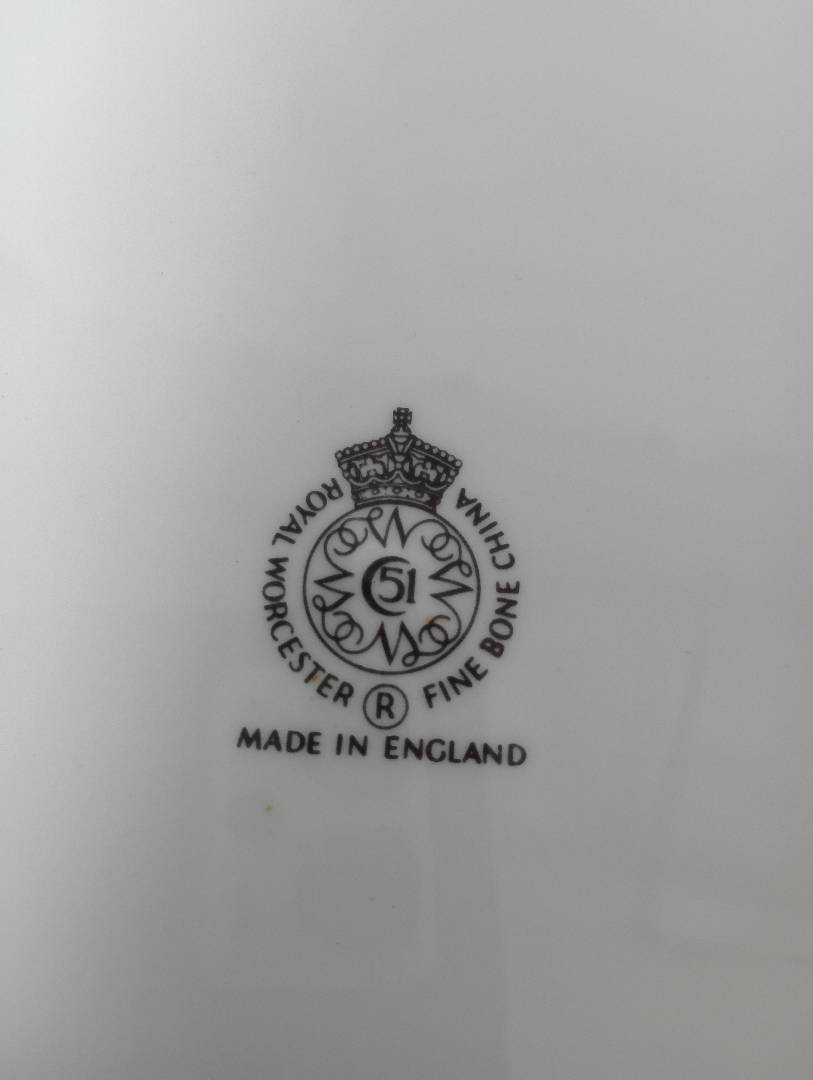 ROYAL WORCESTER ® FINE BONE CHINA
51
MADE IN ENGLAND